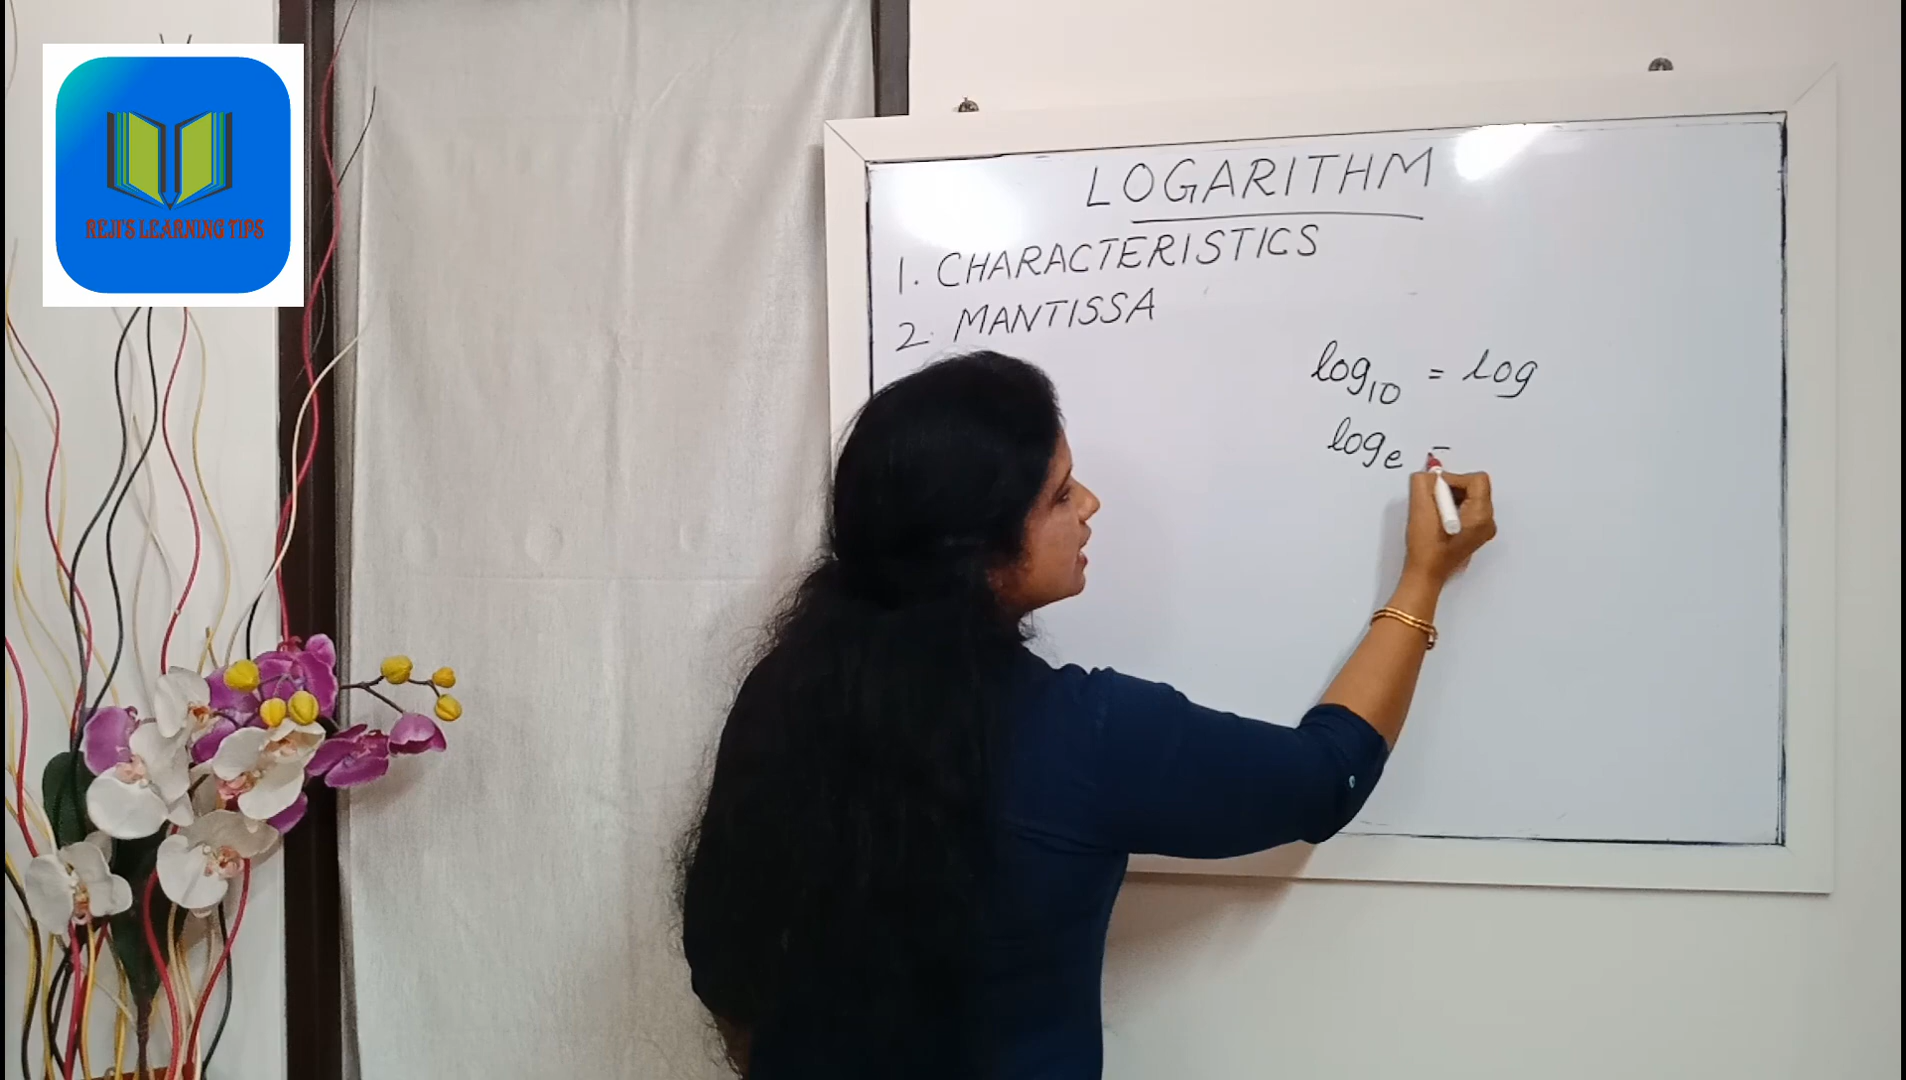 REJI'S LEARNING TIPS
LOGARITHM
1. CHARACTERISTICS
2. MANTISSA
log₁₀ = log
logₑ =